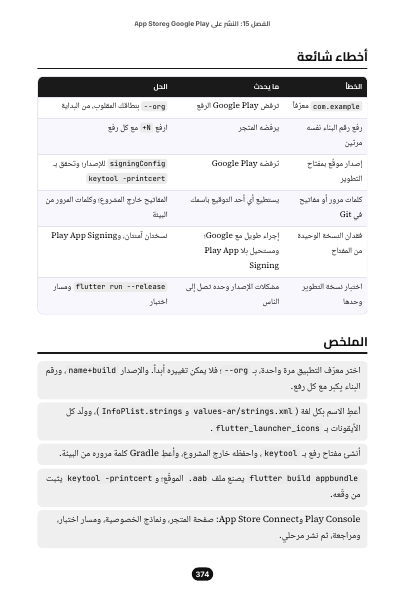 الفصل 15: النشر على Google Play وApp Store
أخطاء شائعة
الخطأ ما يحدث الحل
com.example معرّفاً ترفض Google Play الرفع --org بنطاقك المقلوب، من البداية
رفع رقم البناء نفسه مرتين يرفضه المتجر ارفع +N مع كل رفع
إصدار موقّع بمفتاح التطوير ترفضه Google Play signingConfig للإصدار؛ وتحقق بـ keytool -printcert
كلمات مرور أو مفاتيح في Git يستطيع أي أحد التوقيع باسمك المفاتيح خارج المشروع؛ وكلمات المرور من البيئة
فقدان النسخة الوحيدة من المفتاح إجراء طويل مع Google؛ ومستحيل بلا Play App Signing نسختان آمنتان، وPlay App Signing
اختبار نسخة التطوير وحدها مشكلات الإصدار وحده تصل إلى الناس flutter run --release ومسار اختبار
الملخص
اختر معرّف التطبيق مرة واحدة، بـ --org ؛ فلا يمكن تغييره أبداً. والإصدار name+build ، ورقم
البناء يكبر مع كل رفع.
أعطِ الاسم بكل لغة ( values-ar/strings.xml و InfoPlist.strings )، وولّد كل
الأيقونات بـ flutter_launcher_icons .
أنشئ مفتاح رفع بـ keytool ، واحفظه خارج المشروع، وأعطِ Gradle كلمة مروره من البيئة.
flutter build appbundle يصنع ملف .aab الموقّع؛ و keytool -printcert يثبت
من وقّعه.
Play Console وApp Store Connect: صفحة المتجر، ونماذج الخصوصية، ومسار اختبار،
ومراجعة، ثم نشر مرحلي.
374